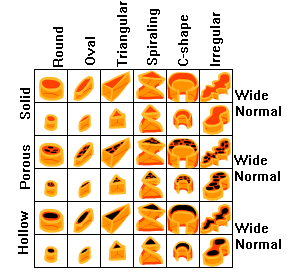 Round
Oval
Triangular
Spiraling
C-shape
Irregular
Solid
Wide
Normal
Porous
Wide
Normal
Hollow
Wide
Normal